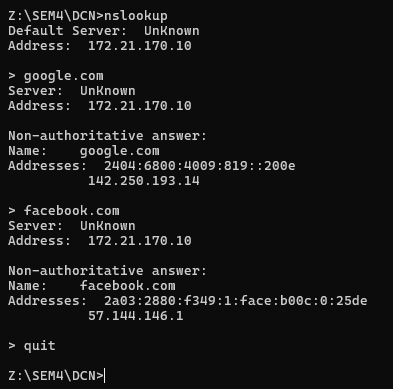 Z:\SEM4\DCN>nslookup
Default Server:  UnKnown
Address:  172.21.170.10

> google.com
Server:  UnKnown
Address:  172.21.170.10

Non-authoritative answer:
Name:    google.com
Addresses:  2404:6800:4009:819::200e
          142.250.193.14

> facebook.com
Server:  UnKnown
Address:  172.21.170.10

Non-authoritative answer:
Name:    facebook.com
Addresses:  2a03:2880:f349:1:face:b00c:0:25de
          57.144.146.1

> quit

Z:\SEM4\DCN>